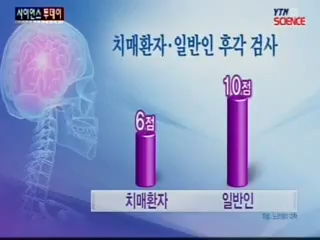 사이언스 투데이
YTN
SCIENCE
치매환자·일반인 후각 검사
6점
10점
치매환자
일반인